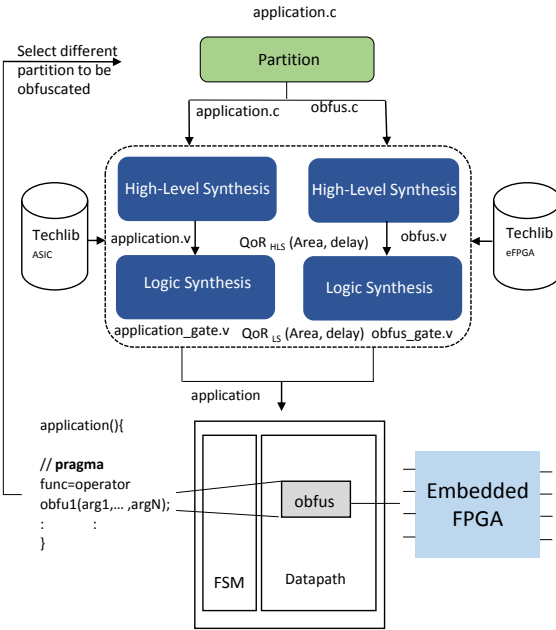 application.c
Select different
partition to be
obfuscated
Partition
application.c
obfus.c
High-Level Synthesis
High-Level Synthesis
Techlib
ASIC
Techlib
eFPGA
application.v
QoR HLS (Area, delay)
obfus.v
Logic Synthesis
Logic Synthesis
application_gate.v
QoR LS (Area, delay)
obfus_gate.v
application
application(){
// pragma
func=operator
obfu1(arg1,... ,argN);
: :
}
obfus
FSM
Datapath
Embedded
FPGA